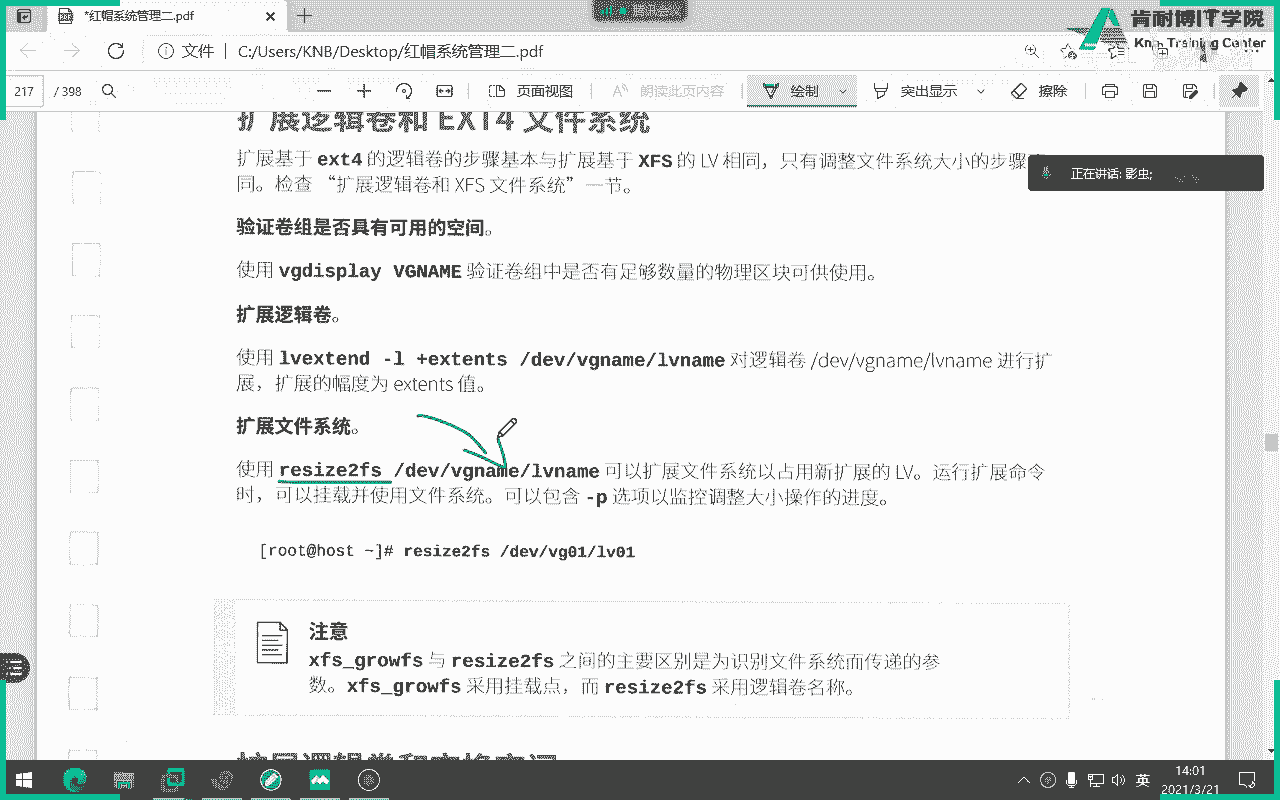 *红帽系统管理二.pdf
肯耐博IT学院
KnB Training Center
文件 | C:/Users/KNB/Desktop/红帽系统管理二.pdf
217 / 398 页面视图 朗读此页内容 绘制 突出显示 擦除
扩展逻辑卷和 EXT4 文件系统
扩展基于 ext4 的逻辑卷的步骤基本与扩展基于 XFS 的 LV 相同，只有调整文件系统大小的步骤
同。检查 “扩展逻辑卷和 XFS 文件系统” 一节。
正在讲话: 影虫;
验证卷组是否具有可用的空间。
使用 vgdisplay VGNAME 验证卷组中是否有足够数量的物理区块可供使用。
扩展逻辑卷。
使用 lvextend -l +extents /dev/vgname/lvname 对逻辑卷 /dev/vgname/lvname 进行扩
展，扩展的幅度为 extents 值。
扩展文件系统。
使用 resize2fs /dev/vgname/lvname 可以扩展文件系统以占用新扩展的 LV。运行扩展命令
时，可以挂载并使用文件系统。可以包含 -p 选项以监控调整大小操作的进度。
[root@host ~]# resize2fs /dev/vg01/lv01
注意
xfs_growfs 与 resize2fs 之间的主要区别是为识别文件系统而传递的参
数。xfs_growfs 采用挂载点，而 resize2fs 采用逻辑卷名称。
英
14:01
2021/3/21